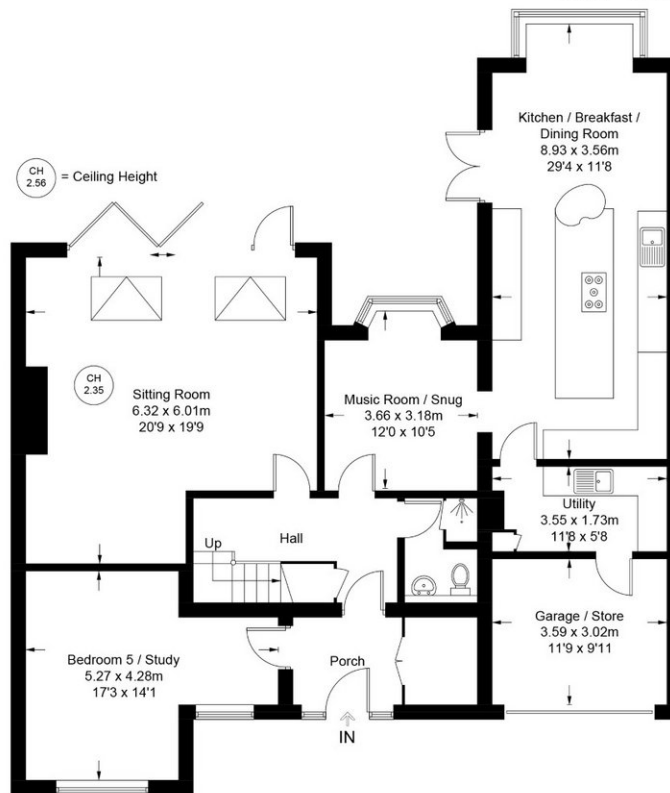 Kitchen / Breakfast /
Dining Room
8.93 x 3.56m
29'4 x 11'8
CH
2.56
= Ceiling Height
CH
2.35
Sitting Room
6.32 x 6.01m
20'9 x 19'9
Music Room / Snug
3.66 x 3.18m
12'0 x 10'5
Utility
3.55 x 1.73m
11'8 x 5'8
Up
Hall
Garage / Store
3.59 x 3.02m
11'9 x 9'11
Bedroom 5 / Study
5.27 x 4.28m
17'3 x 14'1
Porch
IN